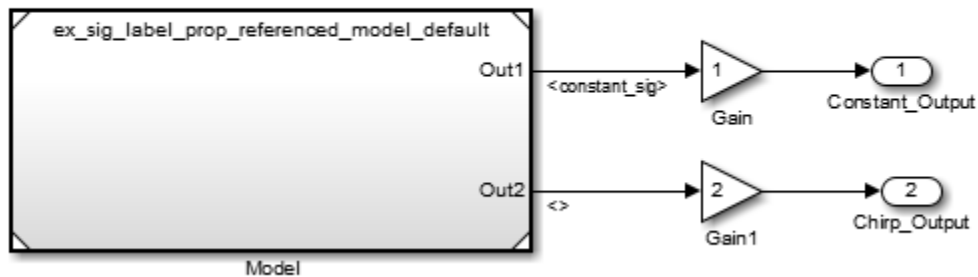 ex_sig_label_prop_referenced_model_default
Out1
<constant_sig>
1
Gain
1
Constant_Output
Out2
<>
2
Gain1
2
Chirp_Output
Model